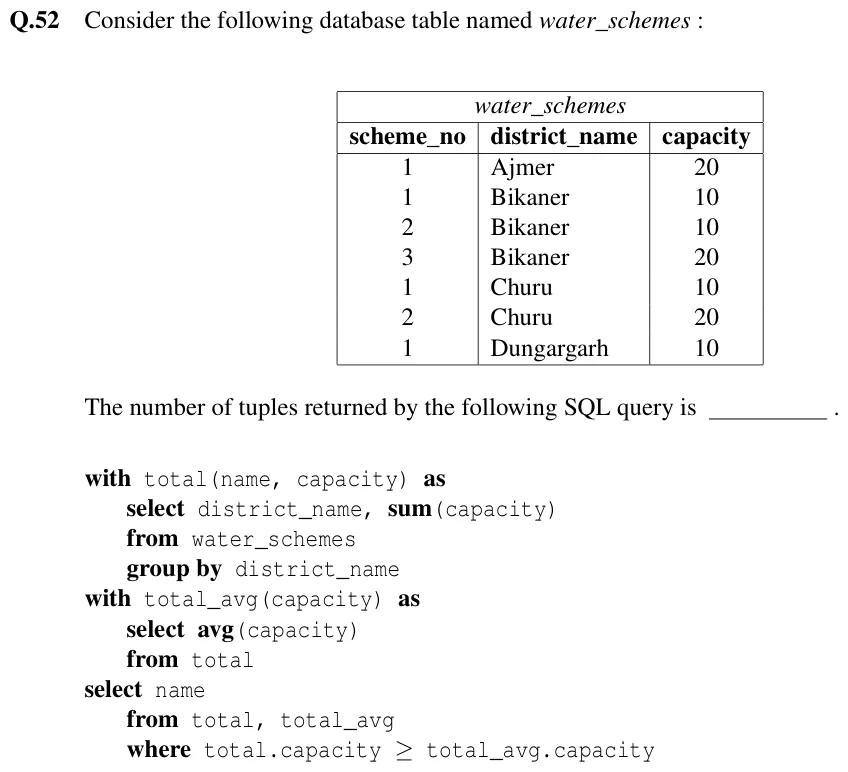 Q.52 Consider the following database table named water_schemes :
water_schemes
scheme_no district_name capacity
1 Ajmer 20
1 Bikaner 10
2 Bikaner 10
3 Bikaner 20
1 Churu 10
2 Churu 20
1 Dungargarh 10
The number of tuples returned by the following SQL query is ________ .
with total(name, capacity) as
select district_name, sum(capacity)
from water_schemes
group by district_name
with total_avg(capacity) as
select avg(capacity)
from total
select name
from total, total_avg
where total.capacity ≥ total_avg.capacity